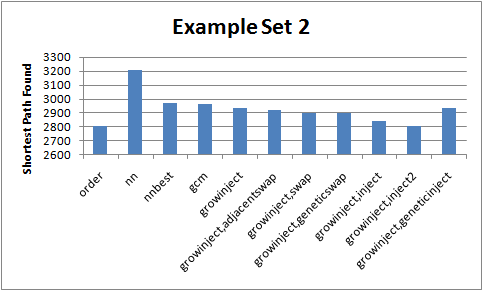 Example Set 2
Shortest Path Found
3300
3200
3100
3000
2900
2800
2700
2600
order
nn
nnbest
gcm
growinject
growinject,adjacentswap
growinject,swap
growinject,geneticswap
growinject,inject
growinject,inject2
growinject,geneticinject